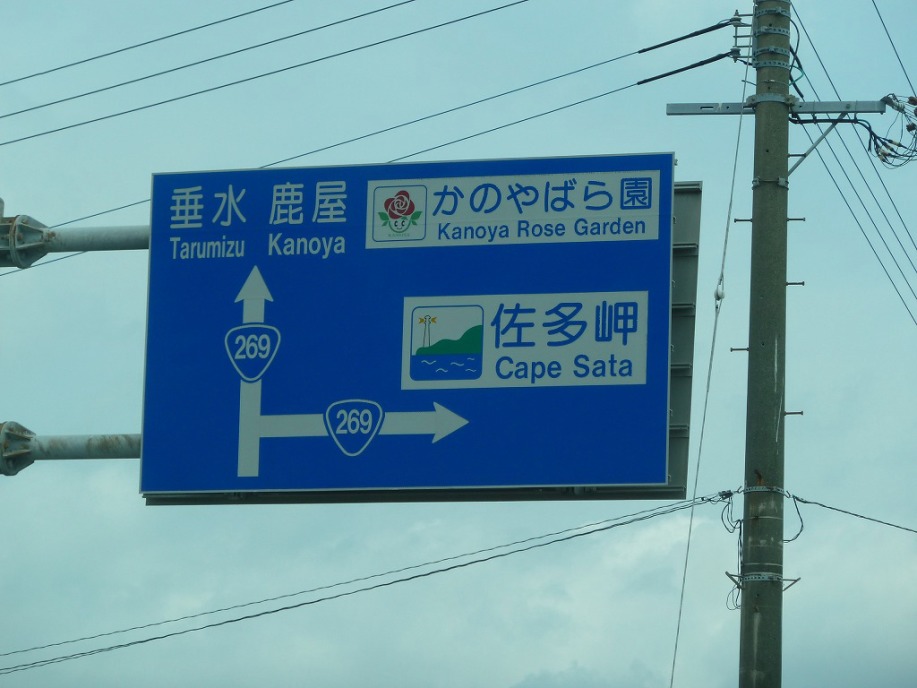 垂水 鹿屋
Tarumizu Kanoya
かのやばら園
Kanoya Rose Garden
佐多岬
Cape Sata
269
269